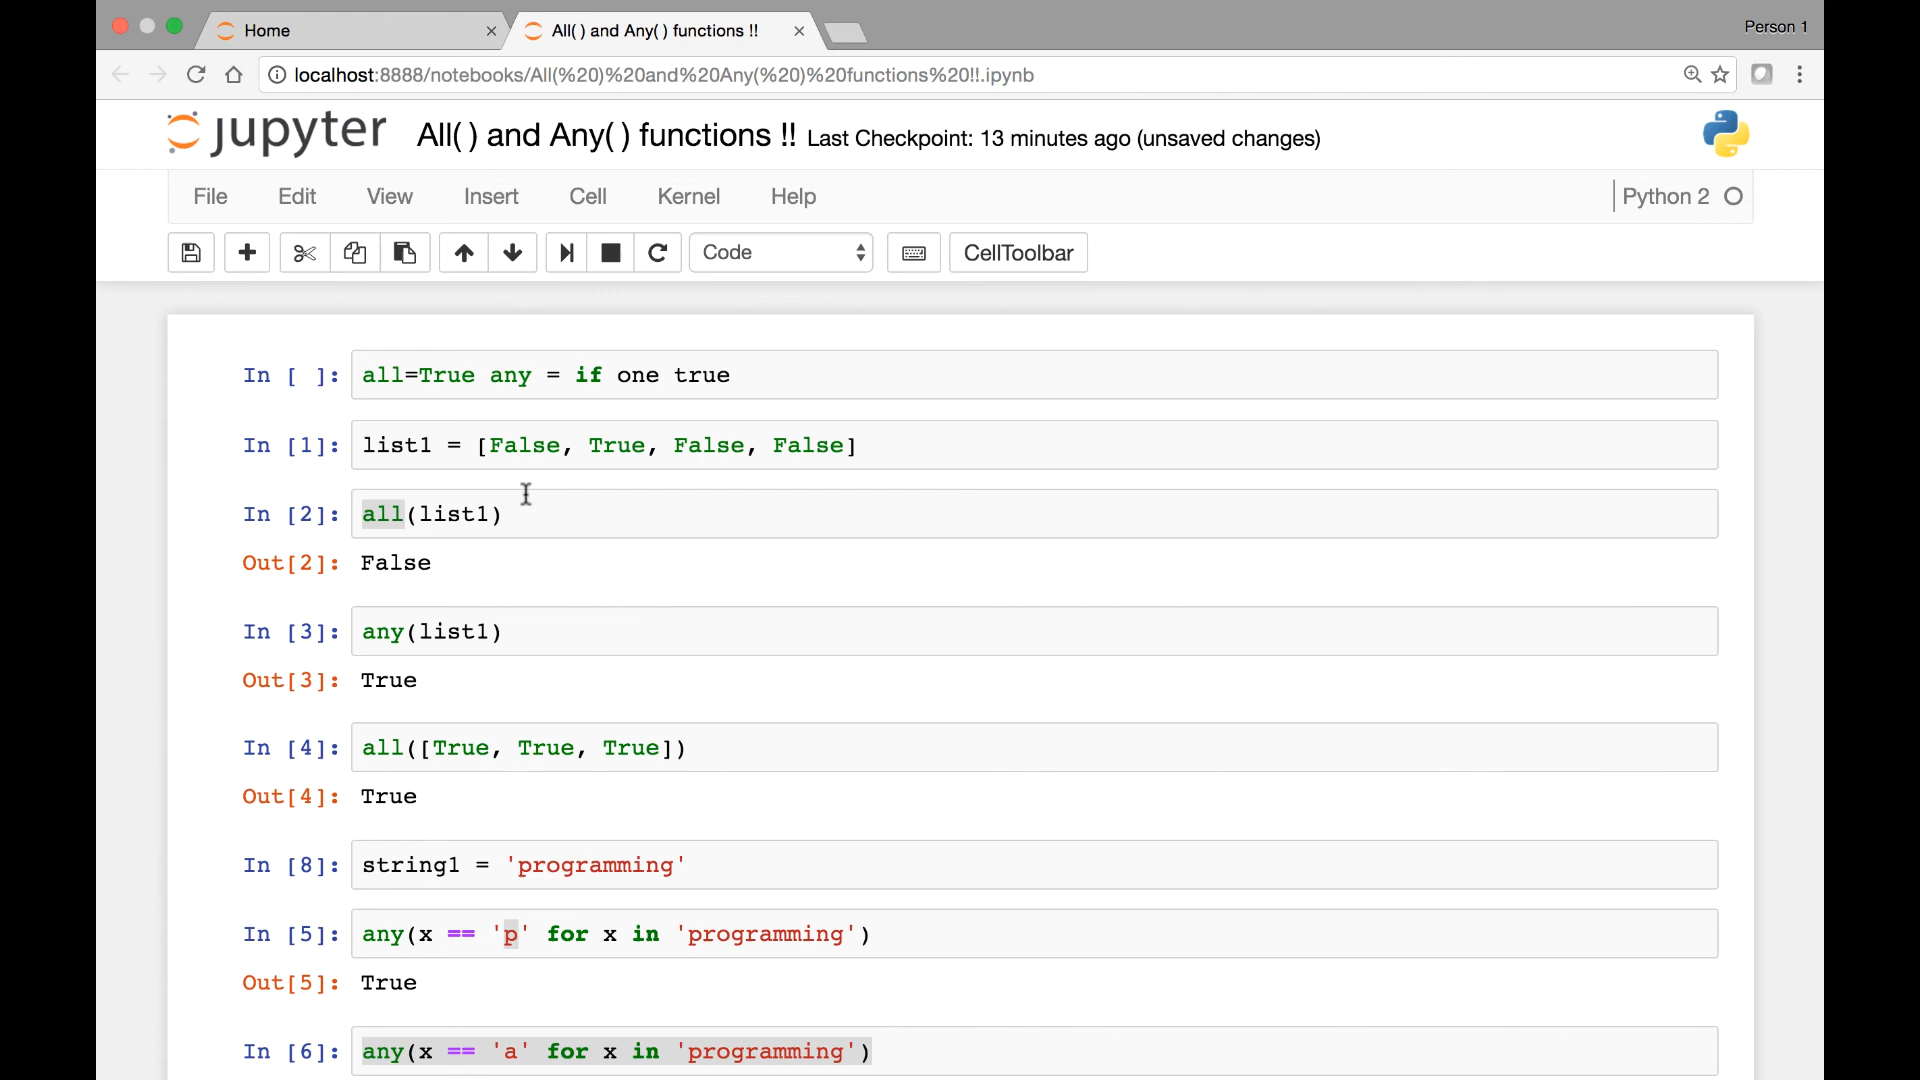 Home
All( ) and Any( ) functions !!
Person 1
localhost:8888/notebooks/All(%20)%20and%20Any(%20)%20functions%20!!.ipynb
jupyter All( ) and Any( ) functions !! Last Checkpoint: 13 minutes ago (unsaved changes)
File Edit View Insert Cell Kernel Help Python 2
Code CellToolbar
In [ ]: all=True any = if one true
In [1]: list1 = [False, True, False, False]
In [2]: all(list1)
Out[2]: False
In [3]: any(list1)
Out[3]: True
In [4]: all([True, True, True])
Out[4]: True
In [8]: string1 = 'programming'
In [5]: any(x == 'p' for x in 'programming')
Out[5]: True
In [6]: any(x == 'a' for x in 'programming')